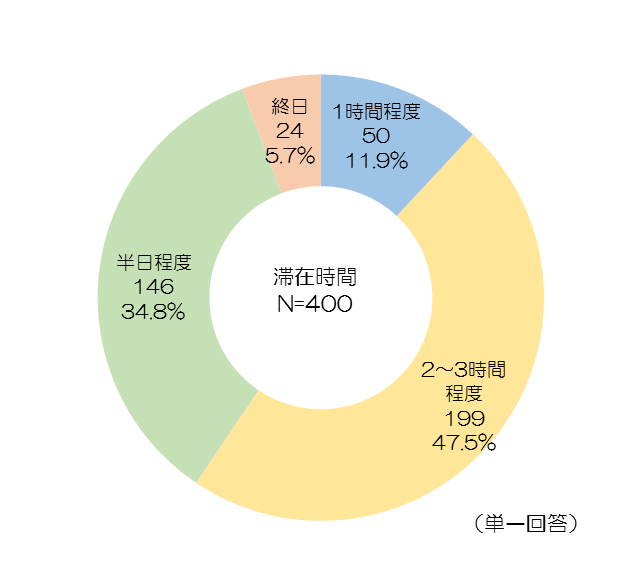 終日
24
5.7%
1時間程度
50
11.9%
半日程度
146
34.8%
滞在時間
N=400
2～3時間
程度
199
47.5%
（単一回答）